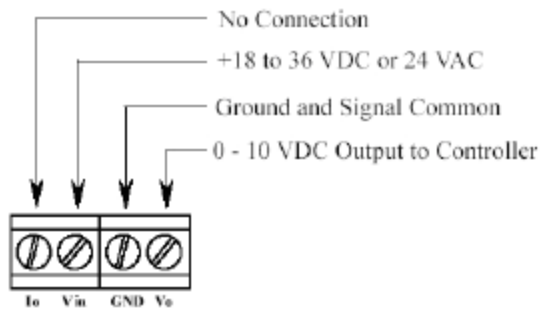 No Connection
+18 to 36 VDC or 24 VAC
Ground and Signal Common
0 - 10 VDC Output to Controller
Io Vin GND Vo